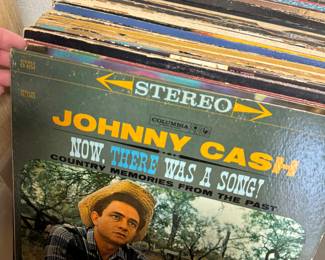 STEREO
COLUMBIA
JOHNNY CASH
NOW, THERE WAS A SONG!
COUNTRY MEMORIES FROM THE PAST